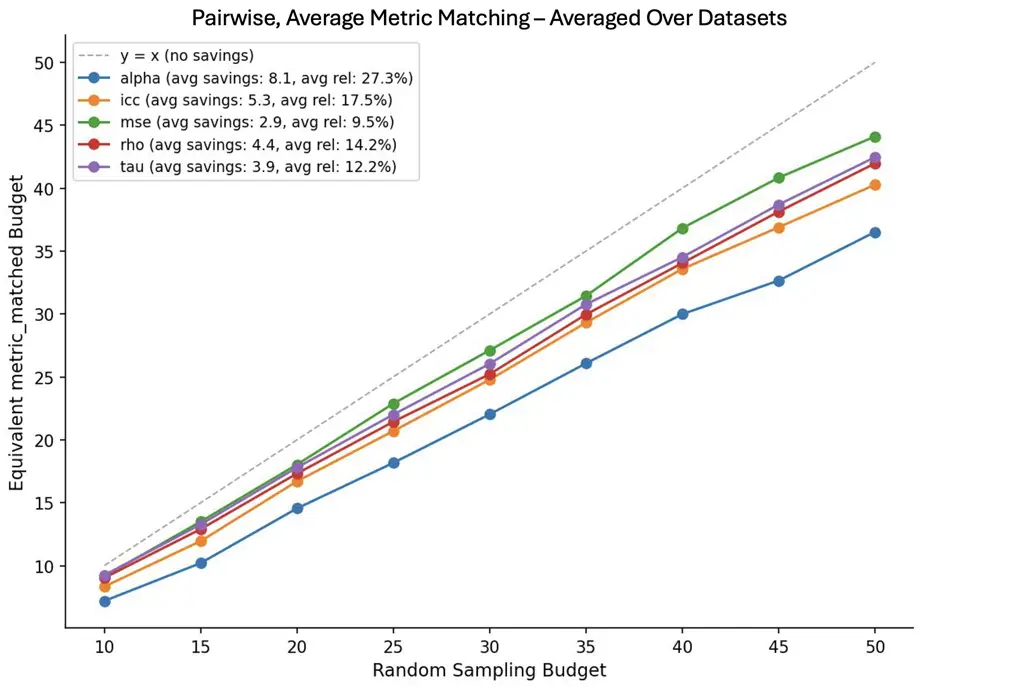 Pairwise, Average Metric Matching – Averaged Over Datasets
y = x (no savings)
alpha (avg savings: 8.1, avg rel: 27.3%)
icc (avg savings: 5.3, avg rel: 17.5%)
mse (avg savings: 2.9, avg rel: 9.5%)
rho (avg savings: 4.4, avg rel: 14.2%)
tau (avg savings: 3.9, avg rel: 12.2%)
Equivalent metric_matched Budget
50
45
40
35
30
25
20
15
10
10 15 20 25 30 35 40 45 50
Random Sampling Budget